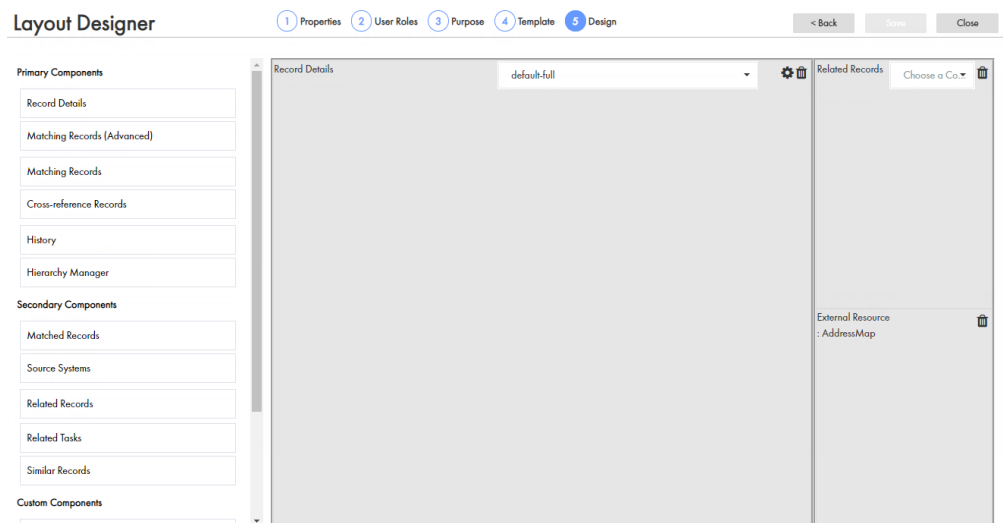 Layout Designer
1 Properties 2 User Roles 3 Purpose 4 Template 5 Design
< Back Save Close
Primary Components
Record Details
Matching Records (Advanced)
Matching Records
Cross-reference Records
History
Hierarchy Manager
Secondary Components
Matched Records
Source Systems
Related Records
Related Tasks
Similar Records
Custom Components
Record Details
default-full
Related Records
Choose a Co..
External Resource
: AddressMap